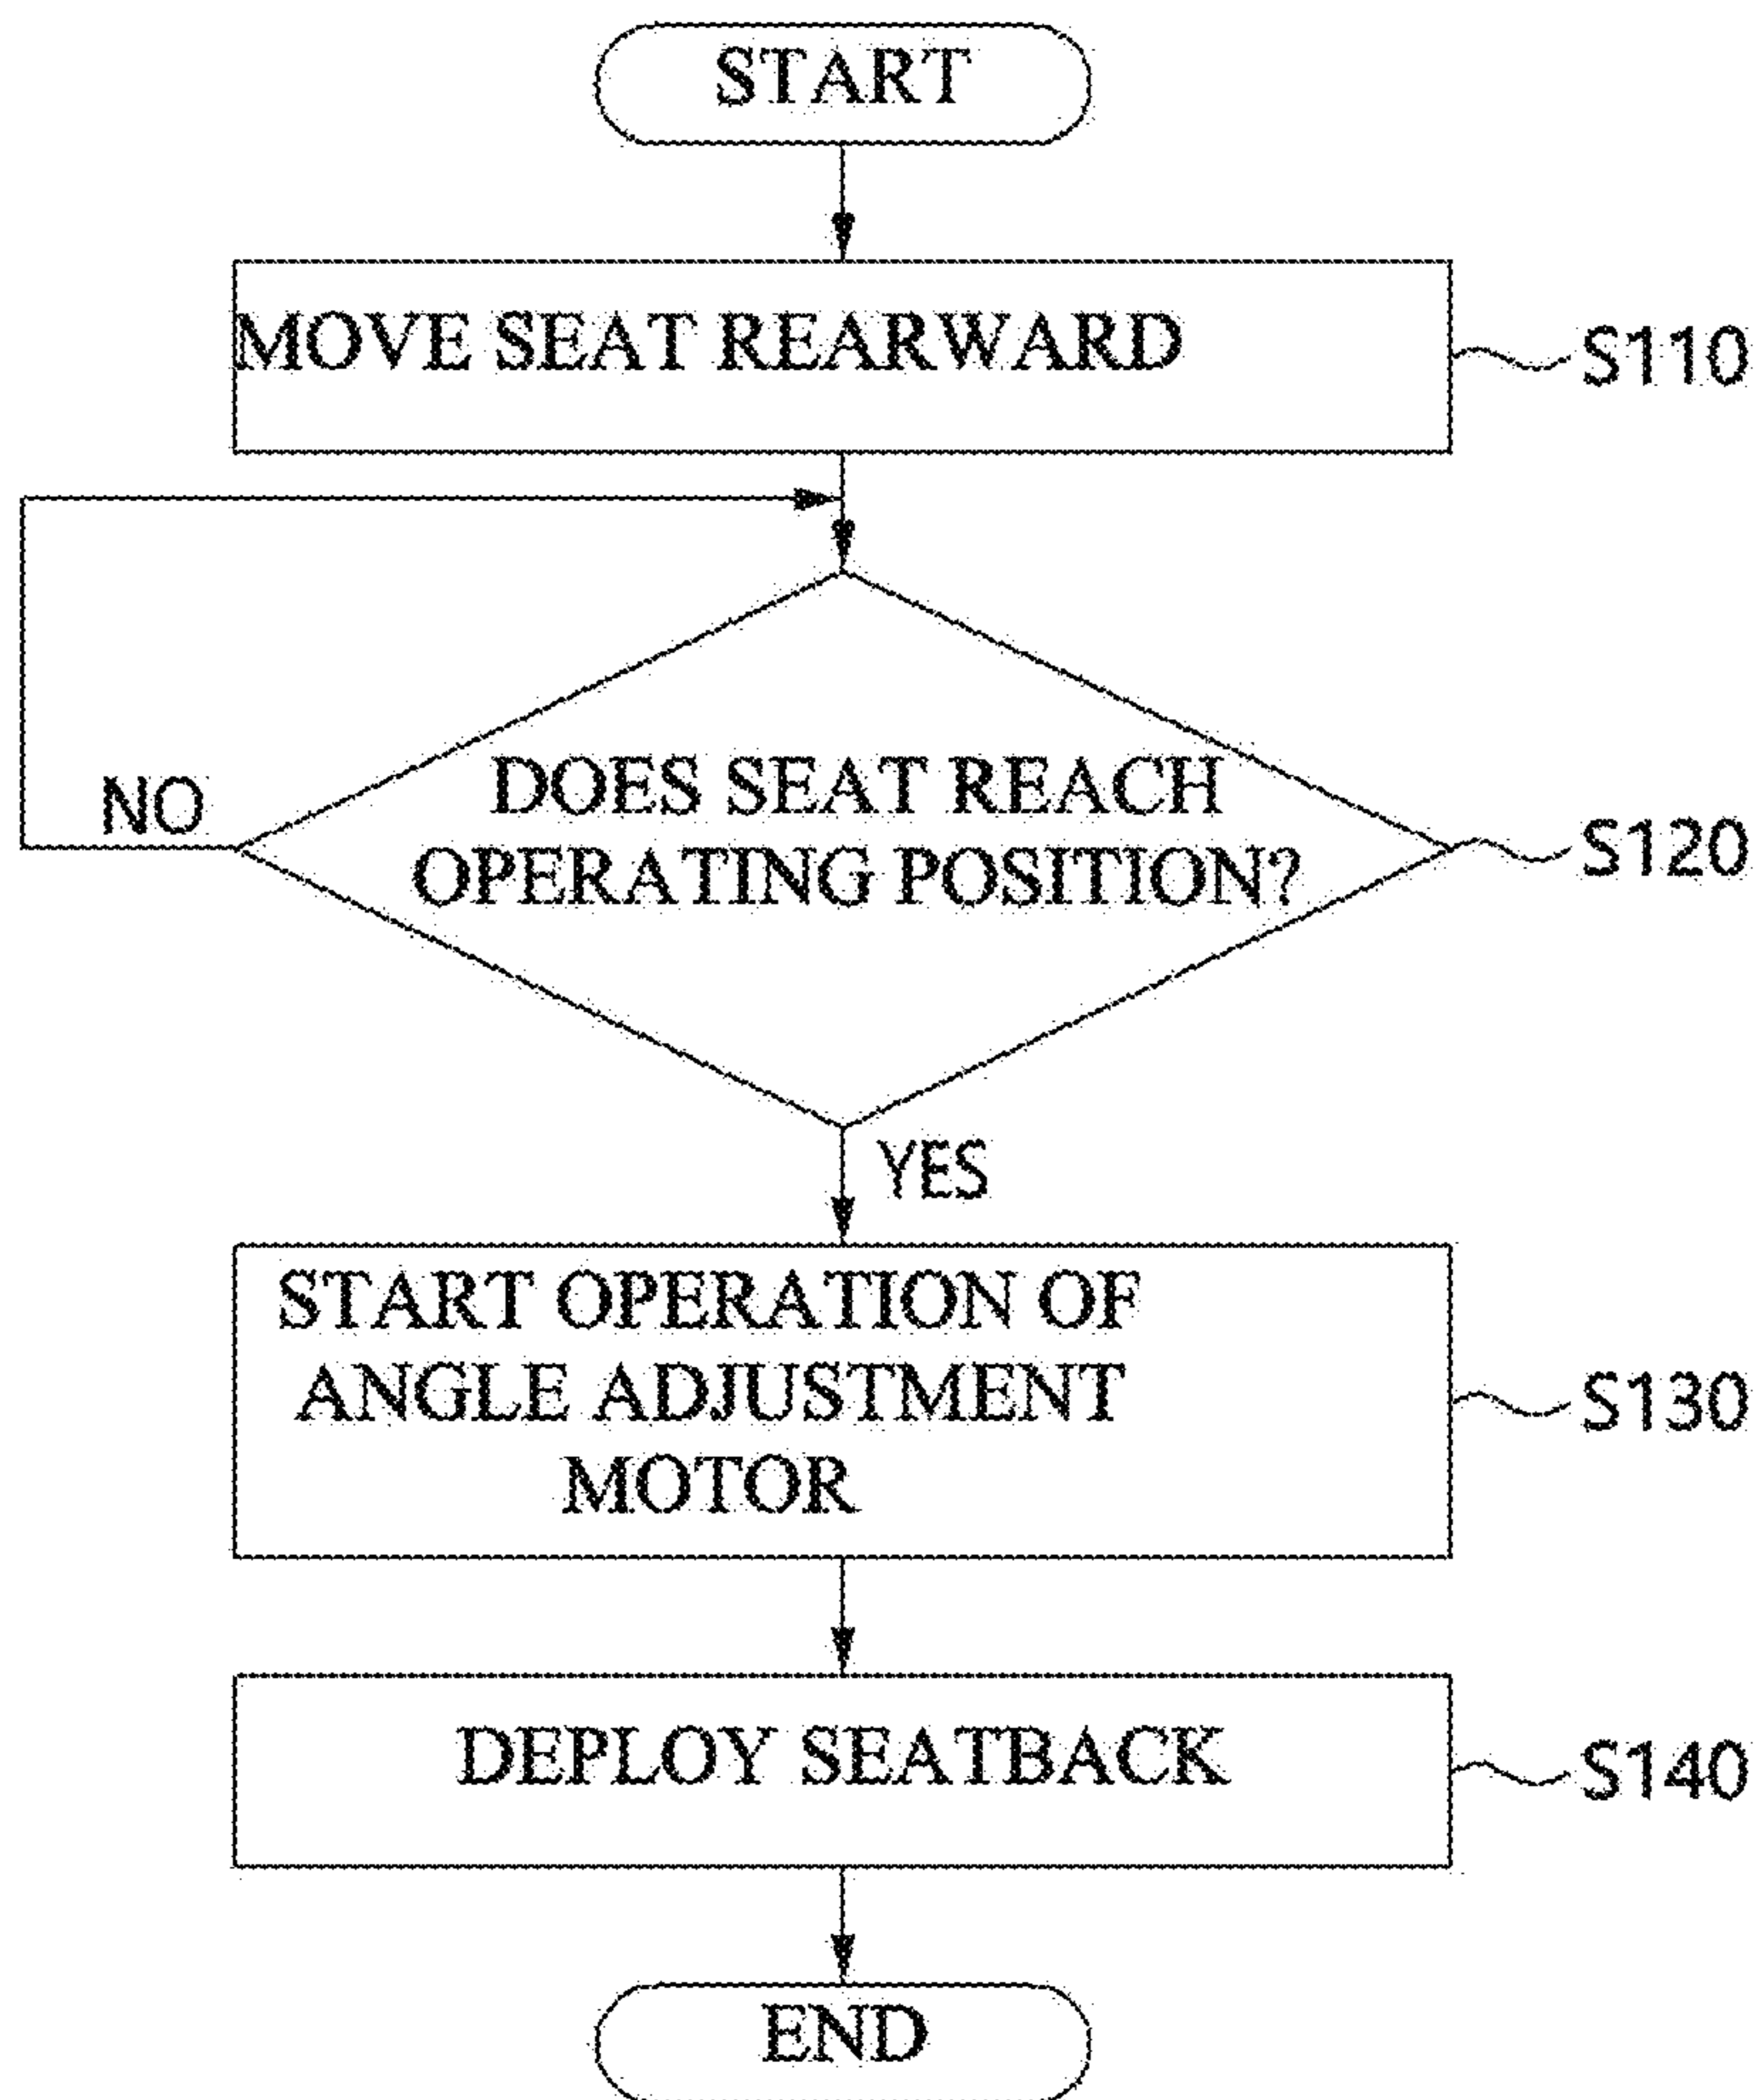 START
MOVE SEAT REARWARD
S110
NO
DOES SEAT REACH
OPERATING POSITION?
S120
YES
START OPERATION OF
ANGLE ADJUSTMENT
MOTOR
S130
DEPLOY SEATBACK
S140
END